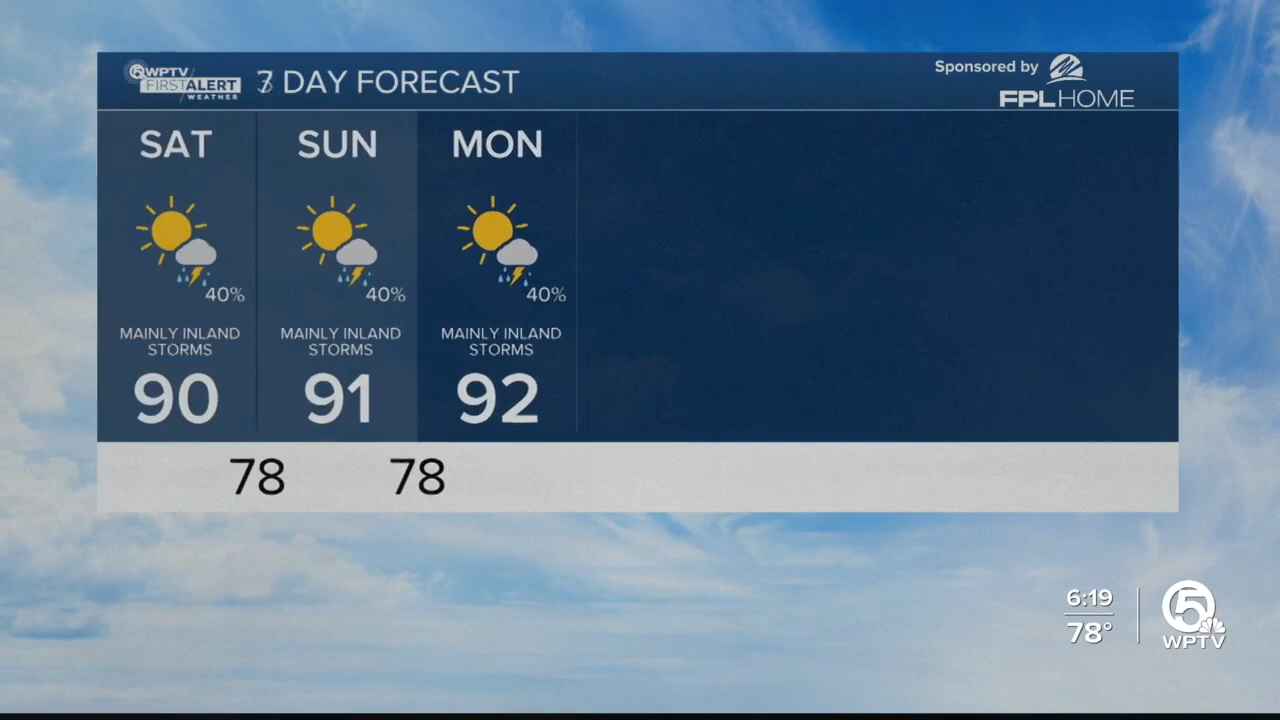 5 WPTV
FIRST ALERT
WEATHER
DAY FORECAST
Sponsored by
FPL HOME
SAT SUN MON
40% 40% 40%
MAINLY INLAND MAINLY INLAND MAINLY INLAND
STORMS STORMS STORMS
90 91 92
78 78
6:19
78°
5
WPTV